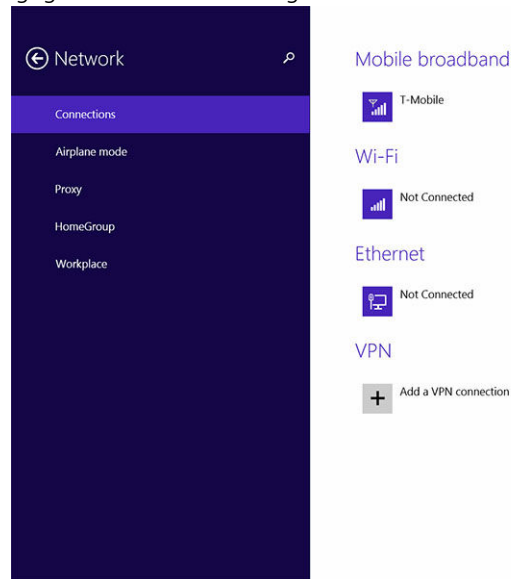 Network
Connections
Airplane mode
Proxy
HomeGroup
Workplace
Mobile broadband
T-Mobile
Wi-Fi
Not Connected
Ethernet
Not Connected
VPN
Add a VPN connection